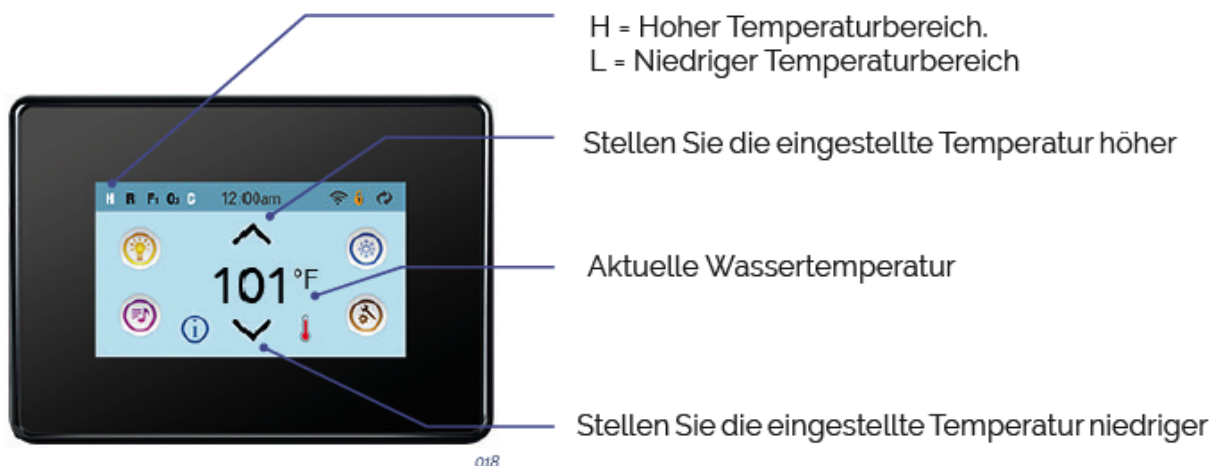 H = Hoher Temperaturbereich.
L = Niedriger Temperaturbereich
Stellen Sie die eingestellte Temperatur höher
H R F1 O3 C 12:00am
101°F
Aktuelle Wassertemperatur
Stellen Sie die eingestellte Temperatur niedriger
018